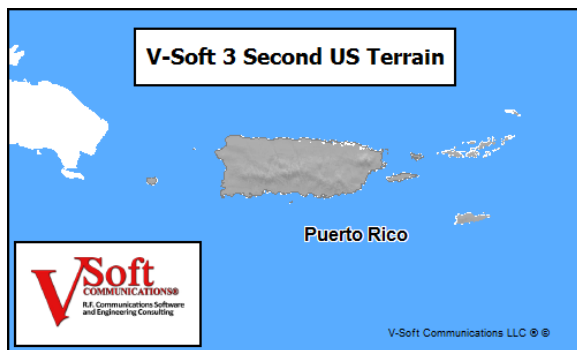 V-Soft 3 Second US Terrain
Puerto Rico
VSoft
COMMUNICATIONS®
R.F. Communications Software
and Engineering Consulting
V-Soft Communications LLC ® ©